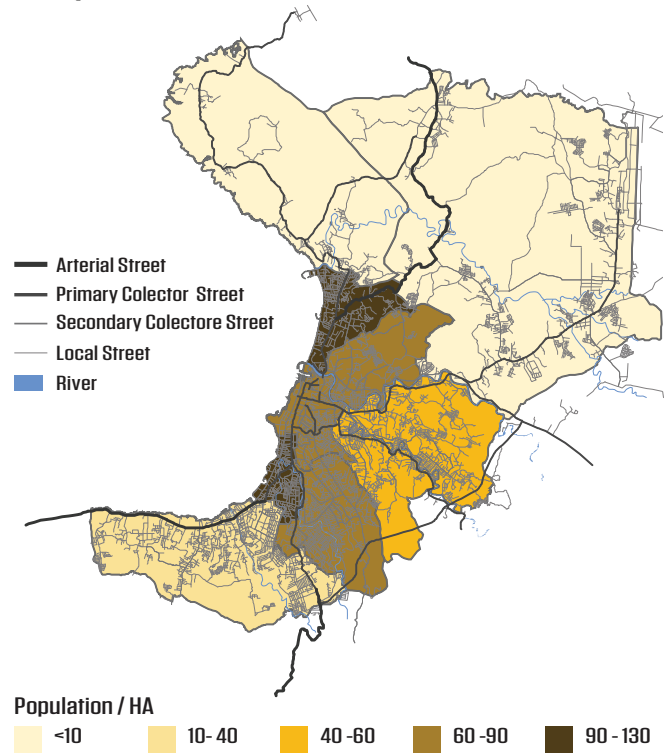 Arterial Street
Primary Colector Street
Secondary Colectore Street
Local Street
River
Population / HA
<10 10- 40 40 -60 60 -90 90 - 130